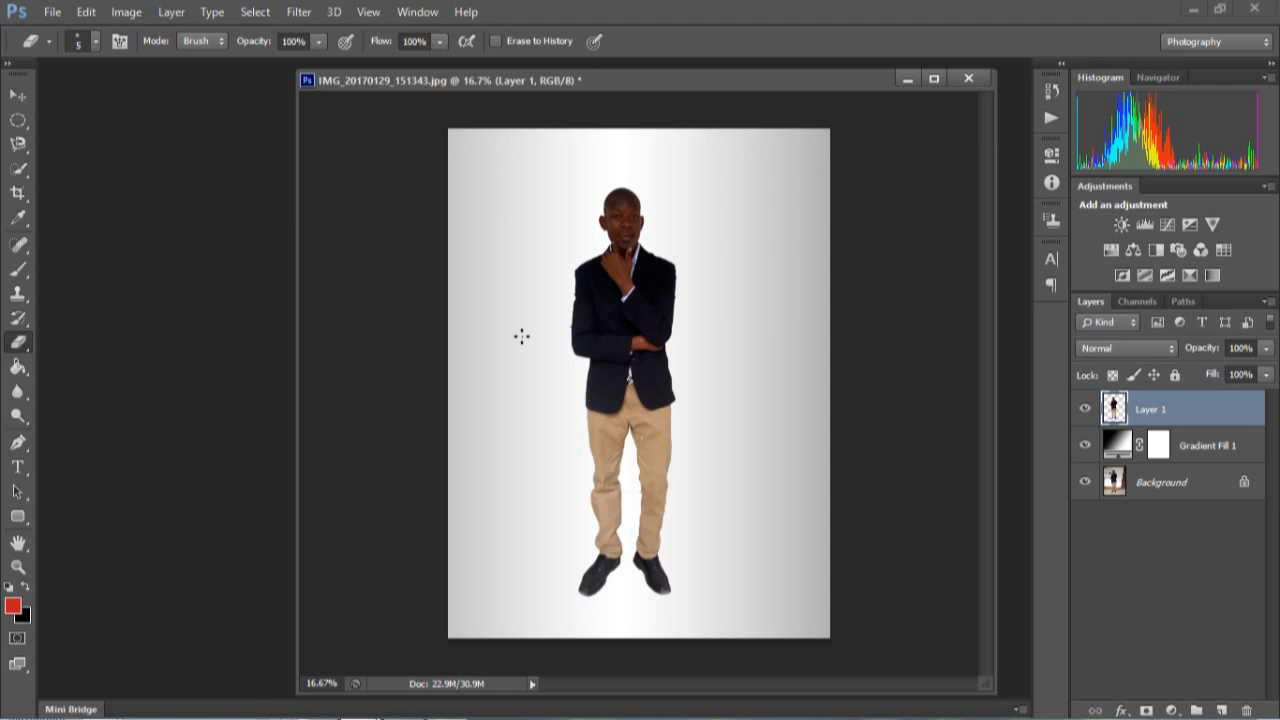 Ps File Edit Image Layer Type Select Filter 3D View Window Help
5 Mode: Brush Opacity: 100% Flow: 100% Erase to History Photography
IMG_20170129_151343.jpg @ 16.7% (Layer 1, RGB/8) *
Histogram Navigator
Adjustments
Add an adjustment
Layers Channels Paths
Kind
Normal Opacity: 100%
Lock: Fill: 100%
Layer 1
Gradient Fill 1
Background
16.67% Doc: 22.9M/30.9M
Mini Bridge